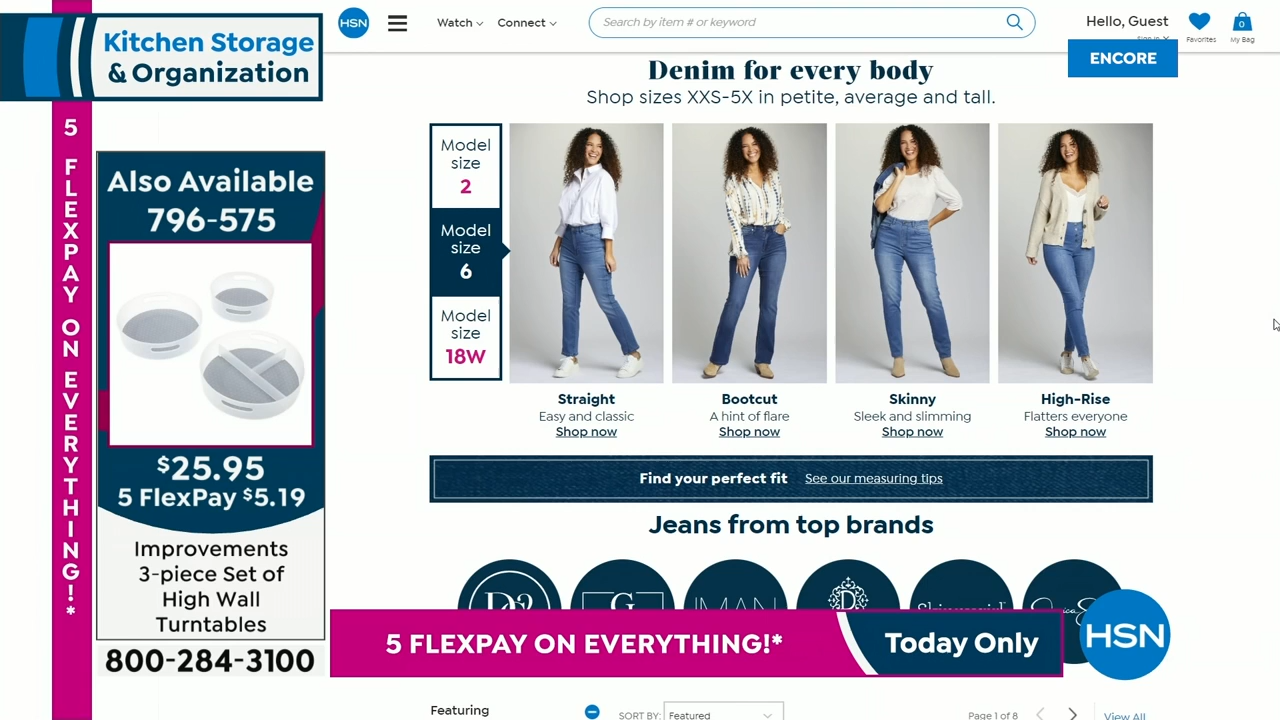 Kitchen Storage
& Organization
5 FLEXPAY ON EVERYTHING!*
Also Available
796-575
$25.95
5 FlexPay $5.19
Improvements
3-piece Set of
High Wall
Turntables
800-284-3100
HSN
Watch
Connect
Search by item # or keyword
Hello, Guest
Sign in
Favorites
0
My Bag
ENCORE
Denim for every body
Shop sizes XXS-5X in petite, average and tall.
Model
size
2
Model
size
6
Model
size
18W
Straight
Easy and classic
Shop now
Bootcut
A hint of flare
Shop now
Skinny
Sleek and slimming
Shop now
High-Rise
Flatters everyone
Shop now
Find your perfect fit See our measuring tips
Jeans from top brands
G
IMAN
D
5 FLEXPAY ON EVERYTHING!*
Today Only
HSN
Featuring
SORT BY: Featured
Page 1 of 8
View All